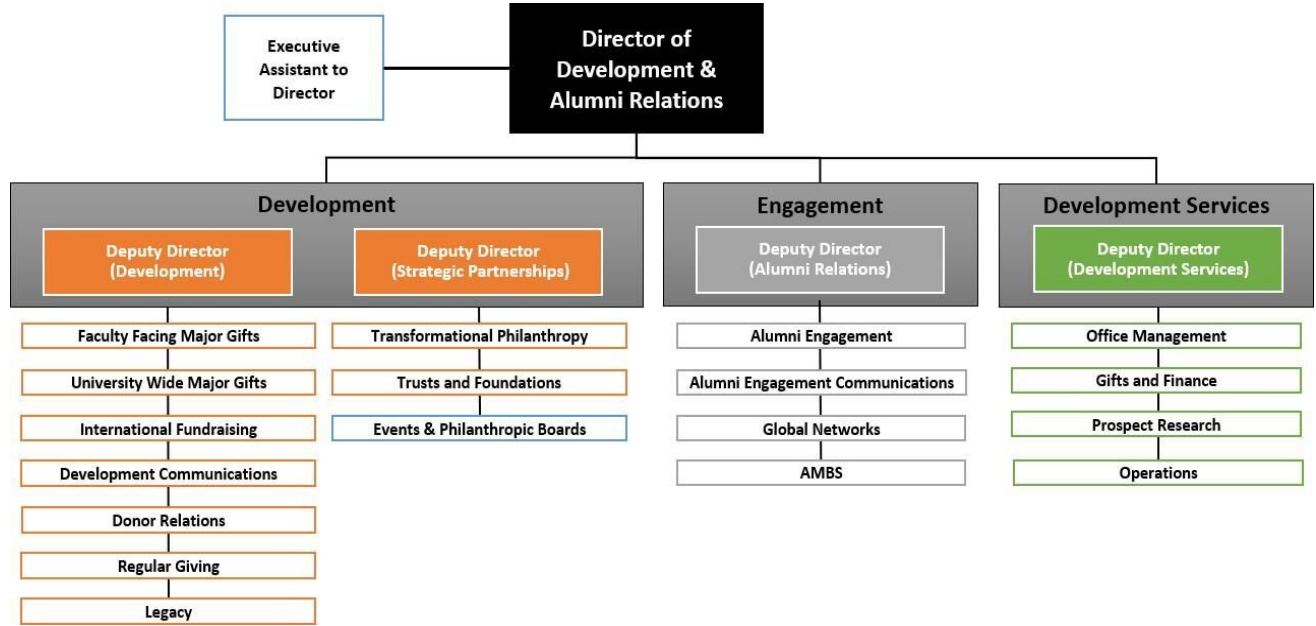 Executive
Assistant to
Director
Director of
Development &
Alumni Relations
Development
Deputy Director
(Development)
Faculty Facing Major Gifts
University Wide Major Gifts
International Fundraising
Development Communications
Donor Relations
Regular Giving
Legacy
Deputy Director
(Strategic Partnerships)
Transformational Philanthropy
Trusts and Foundations
Events & Philanthropic Boards
Engagement
Deputy Director
(Alumni Relations)
Alumni Engagement
Alumni Engagement Communications
Global Networks
AMBS
Development Services
Deputy Director
(Development Services)
Office Management
Gifts and Finance
Prospect Research
Operations